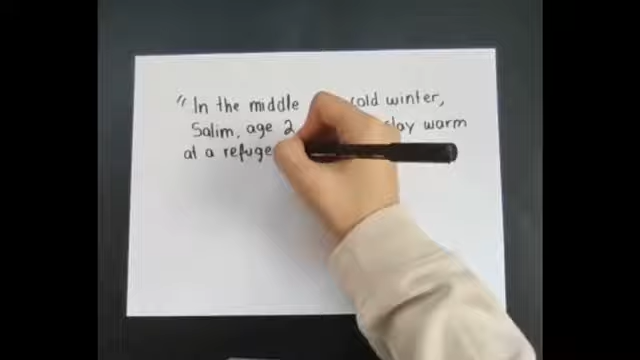 "In the middle cold winter,
Salim, age 2 stay warm
at a refuge